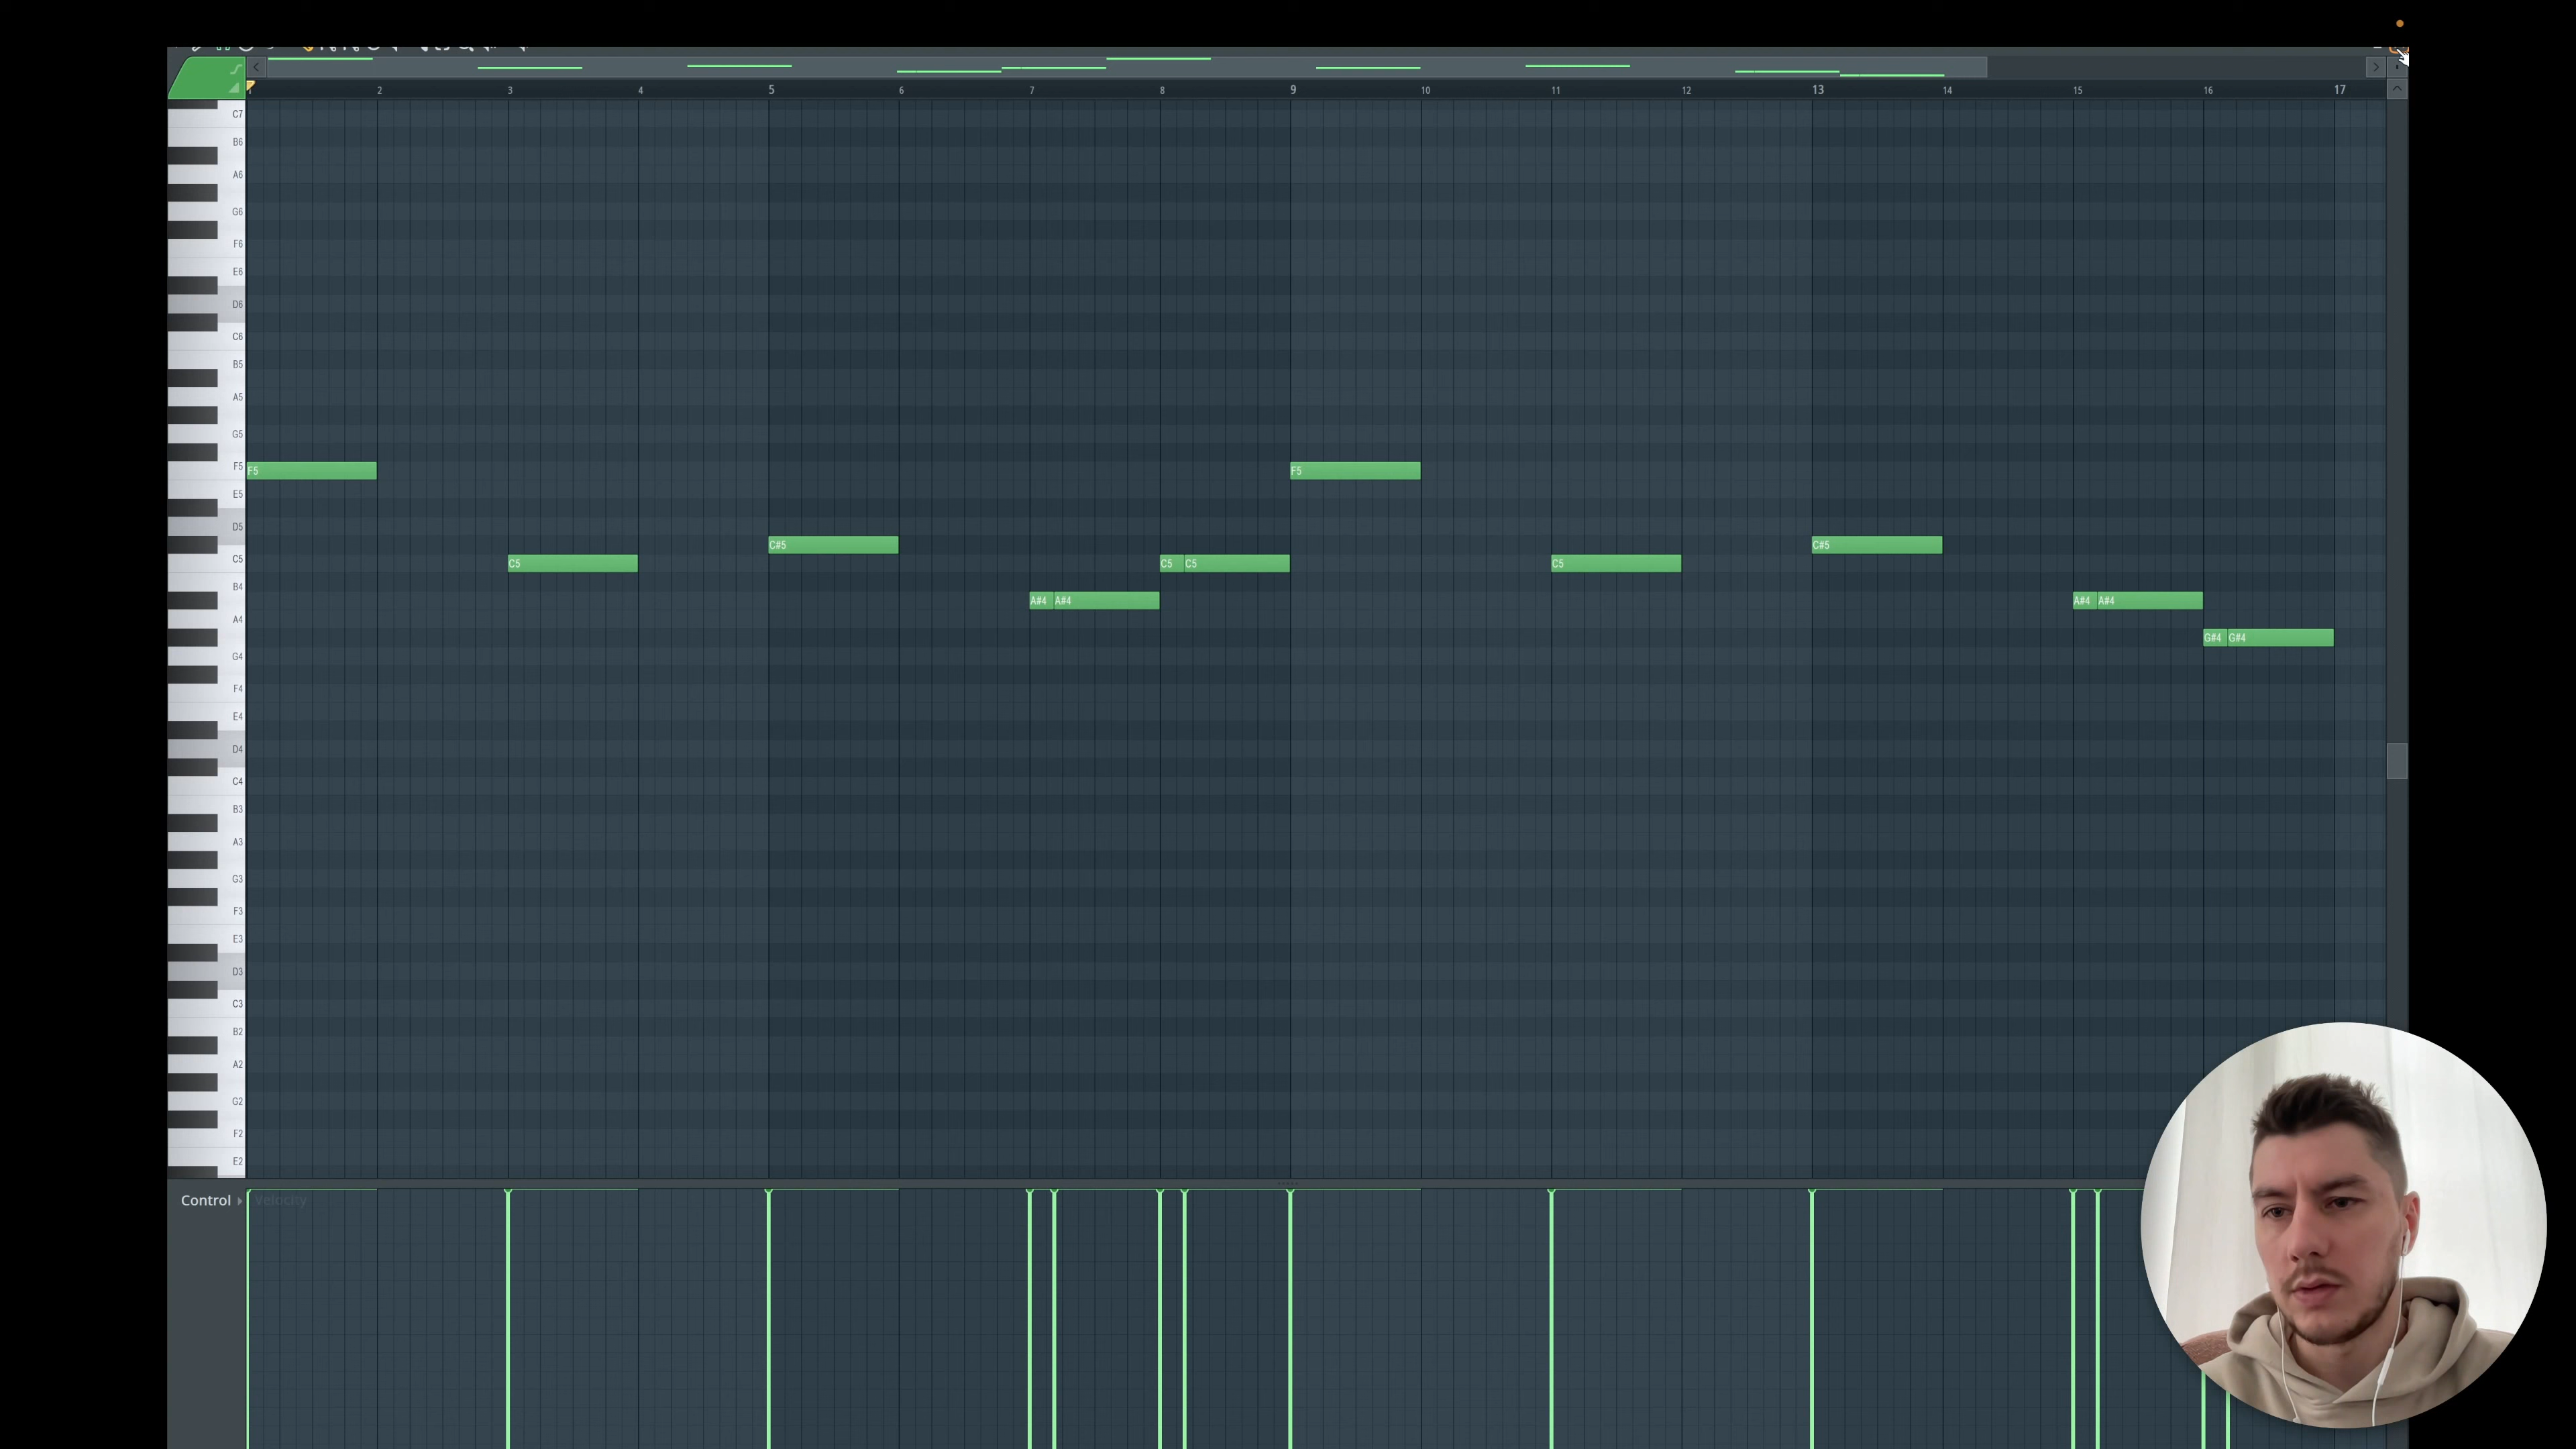 1 2 3 4 5 6 7 8 9 10 11 12 13 14 15 16 17
C7
B6
A6
G6
F6
E6
D6
C6
B5
A5
G5
F5 F5 F5
E5
D5
C#5 C#5
C5 C5 C5 C5 C5
B4
A#4 A#4 A#4 A#4
A4
G#4 G#4
G4
F4
E4
D4
C4
B3
A3
G3
F3
E3
D3
C3
B2
A2
G2
F2
E2
Control Velocity